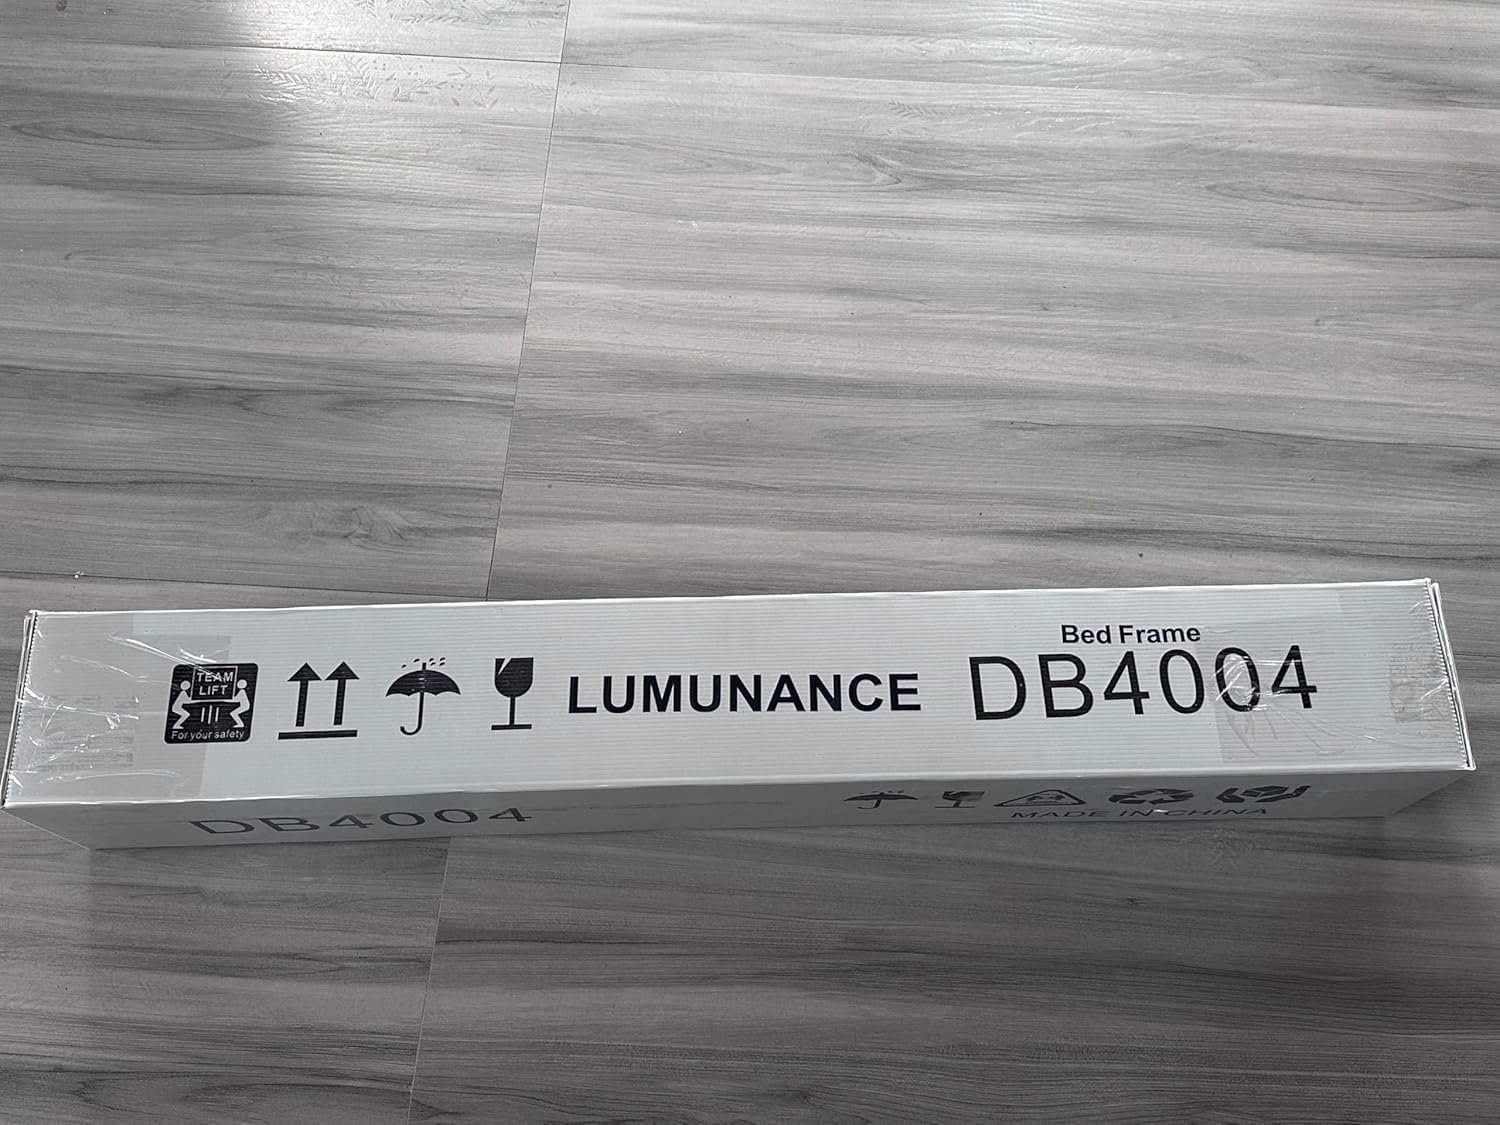 TEAM
LIFT
For your safety
LUMUNANCE
Bed Frame
DB4004
DB4004
MADE IN CHINA